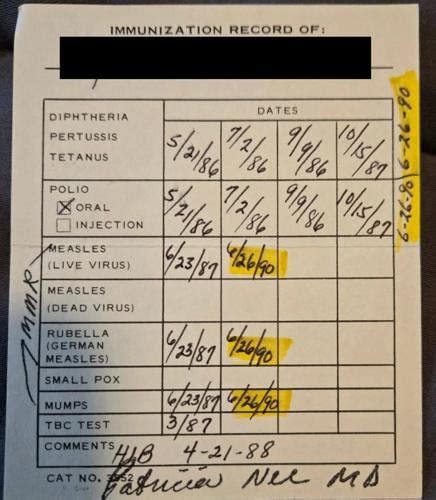 IMMUNIZATION RECORD OF:
DATES
DIPHTHERIA
PERTUSSIS
TETANUS
5/21/86 7/2/86 9/9/86 10/15/87 6-26-90
POLIO
☒ ORAL
☐ INJECTION
5/21/86 7/2/86 9/9/86 10/15/87 6-26-90
MMR
MEASLES
(LIVE VIRUS)
6/23/87 6/26/90
MEASLES
(DEAD VIRUS)
RUBELLA
(GERMAN
MEASLES)
6/23/87 6/26/90
SMALL POX
MUMPS 6/23/87 6/26/90
TBC TEST 3/87
COMMENTS HIB 4-21-88
CAT NO. Patricia Nee MD